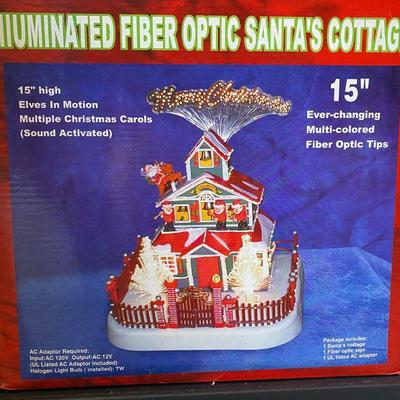 ILLUMINATED FIBER OPTIC SANTA'S COTTAGE
15" high
Elves In Motion
Multiple Christmas Carols
(Sound Activated)
15"
Ever-changing
Multi-colored
Fiber Optic Tips
Merry Christmas
AC Adaptor Required:
Input:AC 120V Output:AC 12V
(UL Listed AC Adaptor Included)
Halogen Light Bulb ( installed): 7W
Package includes:
1 Santa's cottage
1 Fiber optic sign
1 UL listed AC adaptor